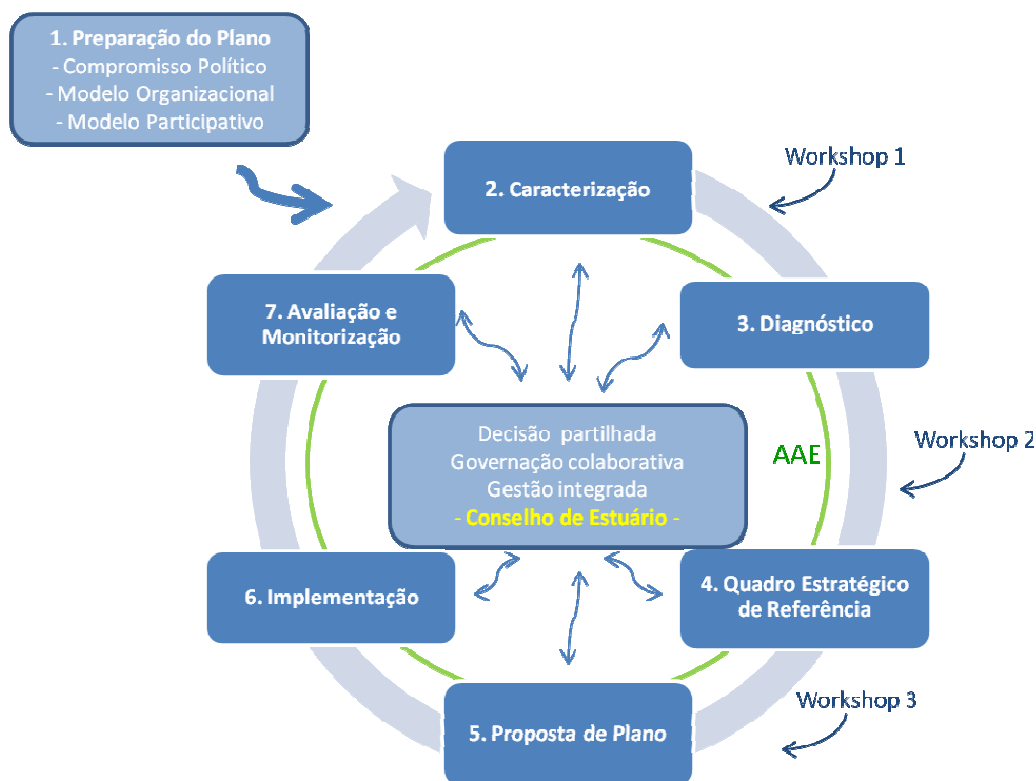 1. Preparação do Plano
- Compromisso Político
- Modelo Organizacional
- Modelo Participativo
Workshop 1
2. Caracterização
7. Avaliação e
Monitorização
3. Diagnóstico
Decisão partilhada
Governação colaborativa
Gestão integrada
- Conselho de Estuário -
AAE
Workshop 2
6. Implementação
4. Quadro Estratégico
de Referência
Workshop 3
5. Proposta de Plano